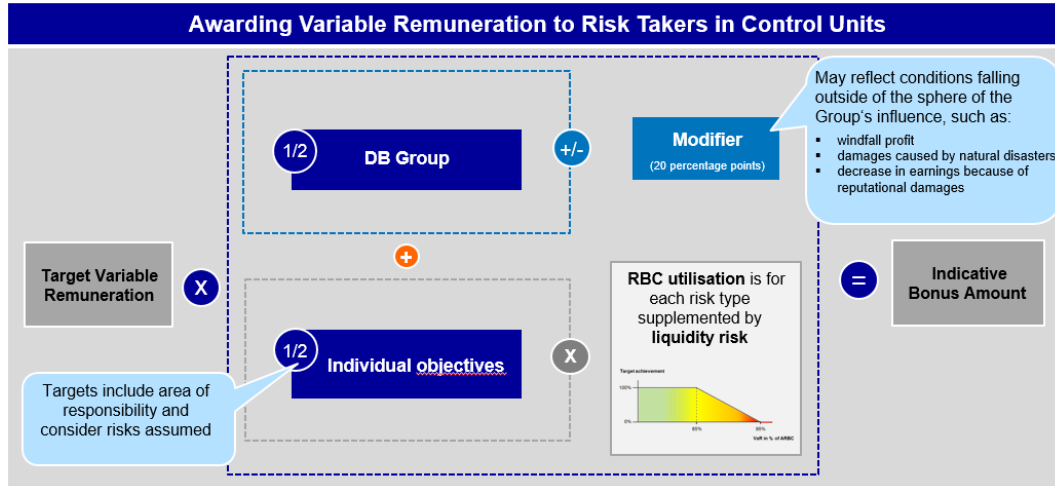 Awarding Variable Remuneration to Risk Takers in Control Units
May reflect conditions falling
outside of the sphere of the
Group's influence, such as:
▪ windfall profit
▪ damages caused by natural disasters
▪ decrease in earnings because of
reputational damages
1/2
DB Group
+/-
Modifier
(20 percentage points)
+
Target Variable
Remuneration
X
=
Indicative
Bonus Amount
RBC utilisation is for
each risk type
supplemented by
liquidity risk
1/2
Individual objectives
X
Target achievement
100%
0%
85%
95%
VaR in % of ARBC
Targets include area of
responsibility and
consider risks assumed